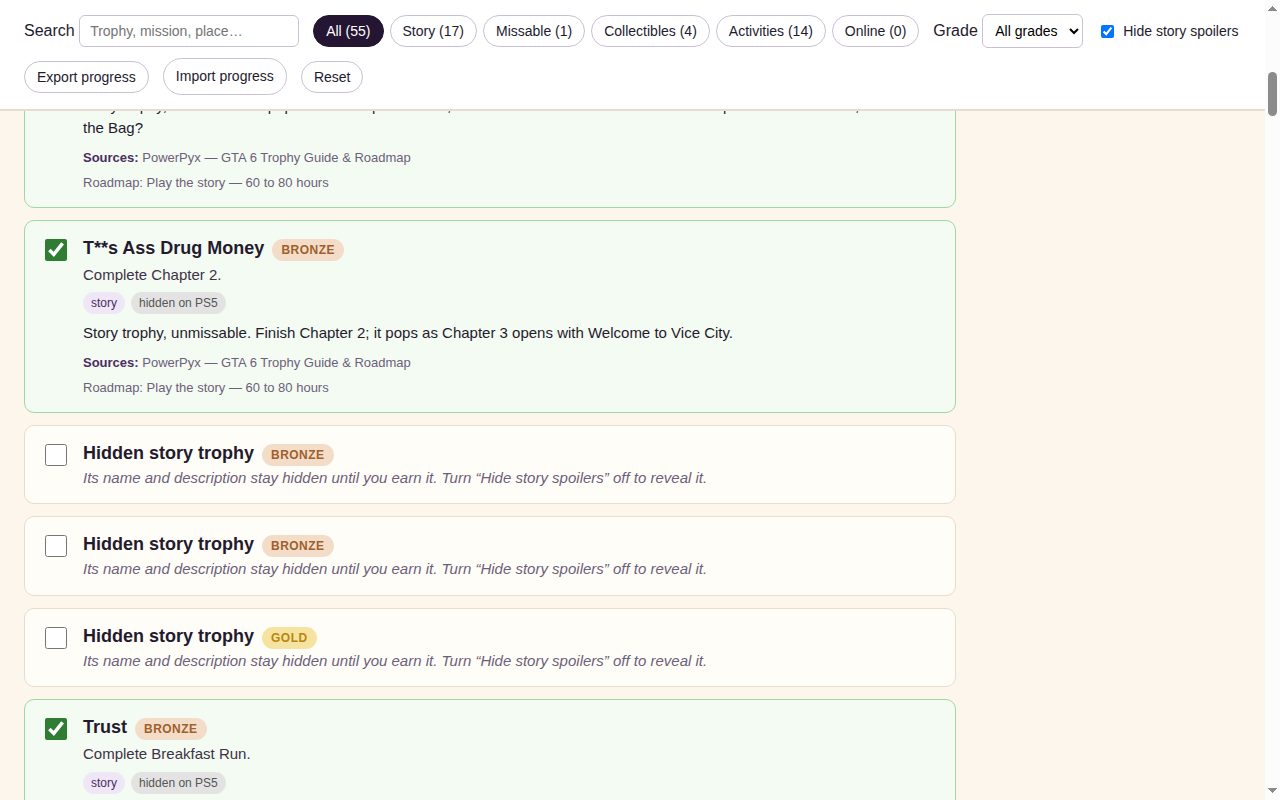 Search Trophy, mission, place… All (55) Story (17) Missable (1) Collectibles (4) Activities (14) Online (0) Grade All grades Hide story spoilers
Export progress Import progress Reset
the Bag?
Sources: PowerPyx — GTA 6 Trophy Guide & Roadmap
Roadmap: Play the story — 60 to 80 hours
T**s Ass Drug Money BRONZE
Complete Chapter 2.
story hidden on PS5
Story trophy, unmissable. Finish Chapter 2; it pops as Chapter 3 opens with Welcome to Vice City.
Sources: PowerPyx — GTA 6 Trophy Guide & Roadmap
Roadmap: Play the story — 60 to 80 hours
Hidden story trophy BRONZE
Its name and description stay hidden until you earn it. Turn “Hide story spoilers” off to reveal it.
Hidden story trophy BRONZE
Its name and description stay hidden until you earn it. Turn “Hide story spoilers” off to reveal it.
Hidden story trophy GOLD
Its name and description stay hidden until you earn it. Turn “Hide story spoilers” off to reveal it.
Trust BRONZE
Complete Breakfast Run.
story hidden on PS5